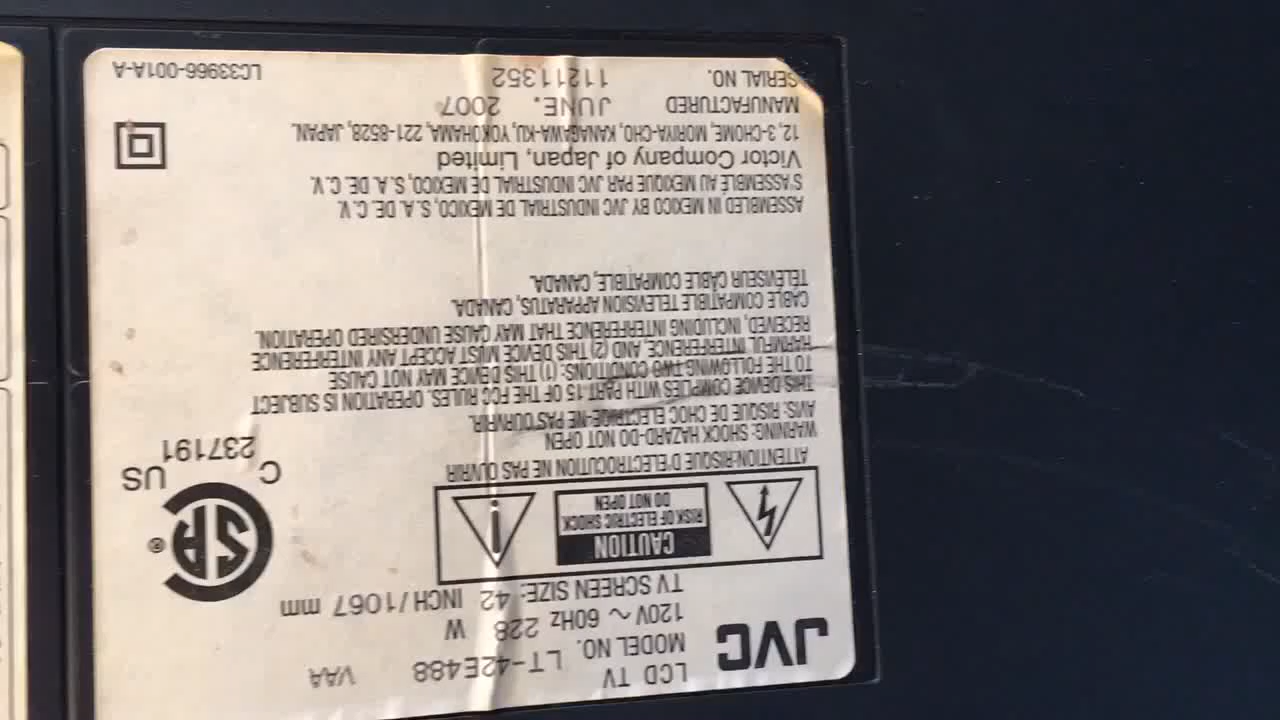 JVC
LCD TV
MODEL NO. LT-42E488 VAA
120V ~ 60Hz 228 W
TV SCREEN SIZE: 42 INCH/1067 mm
CAUTION
RISK OF ELECTRIC SHOCK
DO NOT OPEN
SA ®
C US
237191
ATTENTION-RISQUE D'ELECTROCUTION NE PAS OUVRIR
WARNING: SHOCK HAZARD-DO NOT OPEN
AVIS: RISQUE DE CHOC ELECTRIQUE-NE PAS OUVRIR.
THIS DEVICE COMPLIES WITH PART 15 OF THE FCC RULES. OPERATION IS SUBJECT
TO THE FOLLOWING TWO CONDITIONS: (1) THIS DEVICE MAY NOT CAUSE
HARMFUL INTERFERENCE, AND (2) THIS DEVICE MUST ACCEPT ANY INTERFERENCE
RECEIVED, INCLUDING INTERFERENCE THAT MAY CAUSE UNDERSIRED OPERATION.
CABLE COMPATIBLE TELEVISION APPARATUS, CANADA.
TÉLÉVISEUR CÂBLE COMPATIBLE, CANADA.
ASSEMBLED IN MEXICO BY JVC INDUSTRIAL DE MEXICO, S. A. DE C. V.
S'ASSEMBLÉ AU MEXIQUE PAR JVC INDUSTRIAL DE MEXICO, S. A. DE C. V.
Victor Company of Japan, Limited
12, 3-CHOME, MORIYA-CHO, KANAGAWA-KU, YOKOHAMA, 221-8528, JAPAN.
MANUFACTURED JUNE. 2007
SERIAL NO. 11211352
LC33966-001A-A